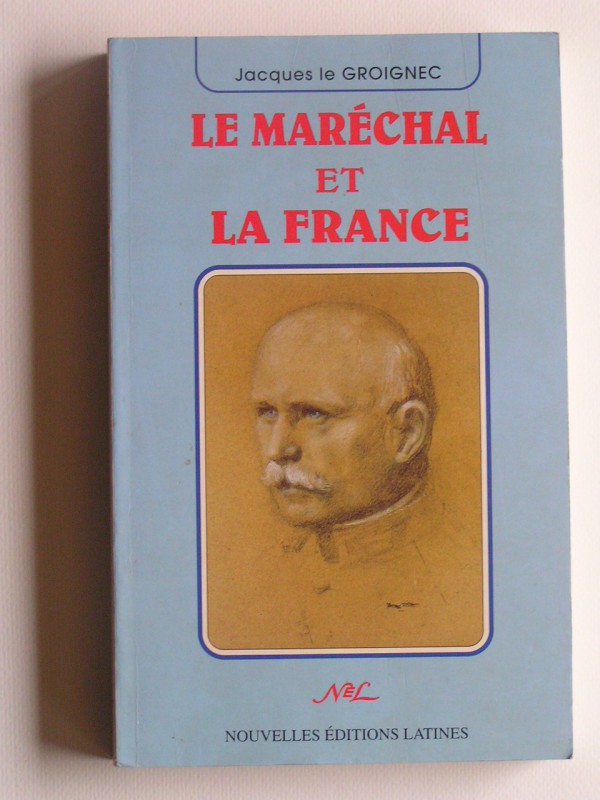 Jacques le GROIGNEC
LE MARÉCHAL
ET
LA FRANCE
NEL
NOUVELLES ÉDITIONS LATINES